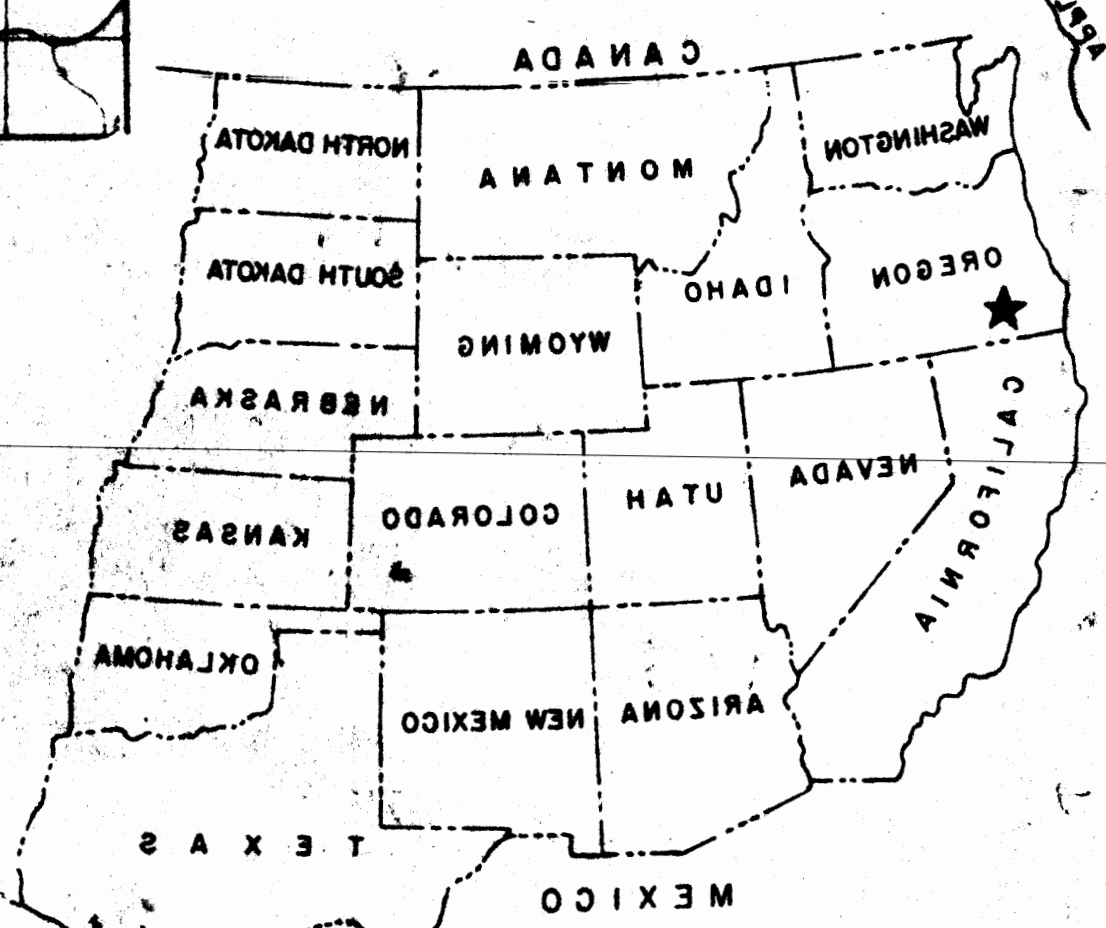 CANADA
APPL
WASHINGTON
MONTANA
NORTH DAKOTA
OREGON
IDAHO
SOUTH DAKOTA
WYOMING
NEBRASKA
CALIFORNIA
NEVADA
UTAH
COLORADO
KANSAS
ARIZONA
NEW MEXICO
OKLAHOMA
TEXAS
MEXICO